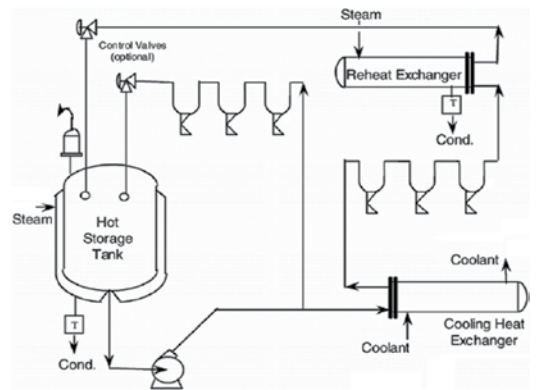 Steam
Control Valves
(optional)
Reheat Exchanger
T
Cond.
Steam
Hot
Storage
Tank
Coolant
T
Cond.
Coolant
Cooling Heat
Exchanger